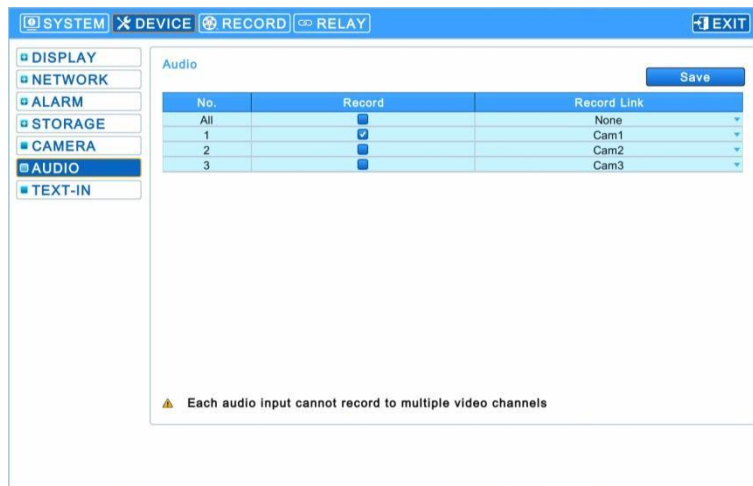 SYSTEM DEVICE RECORD RELAY EXIT
DISPLAY
NETWORK
ALARM
STORAGE
CAMERA
AUDIO
TEXT-IN
Audio
Save
No. Record Record Link
All None
1 Cam1
2 Cam2
3 Cam3
Each audio input cannot record to multiple video channels